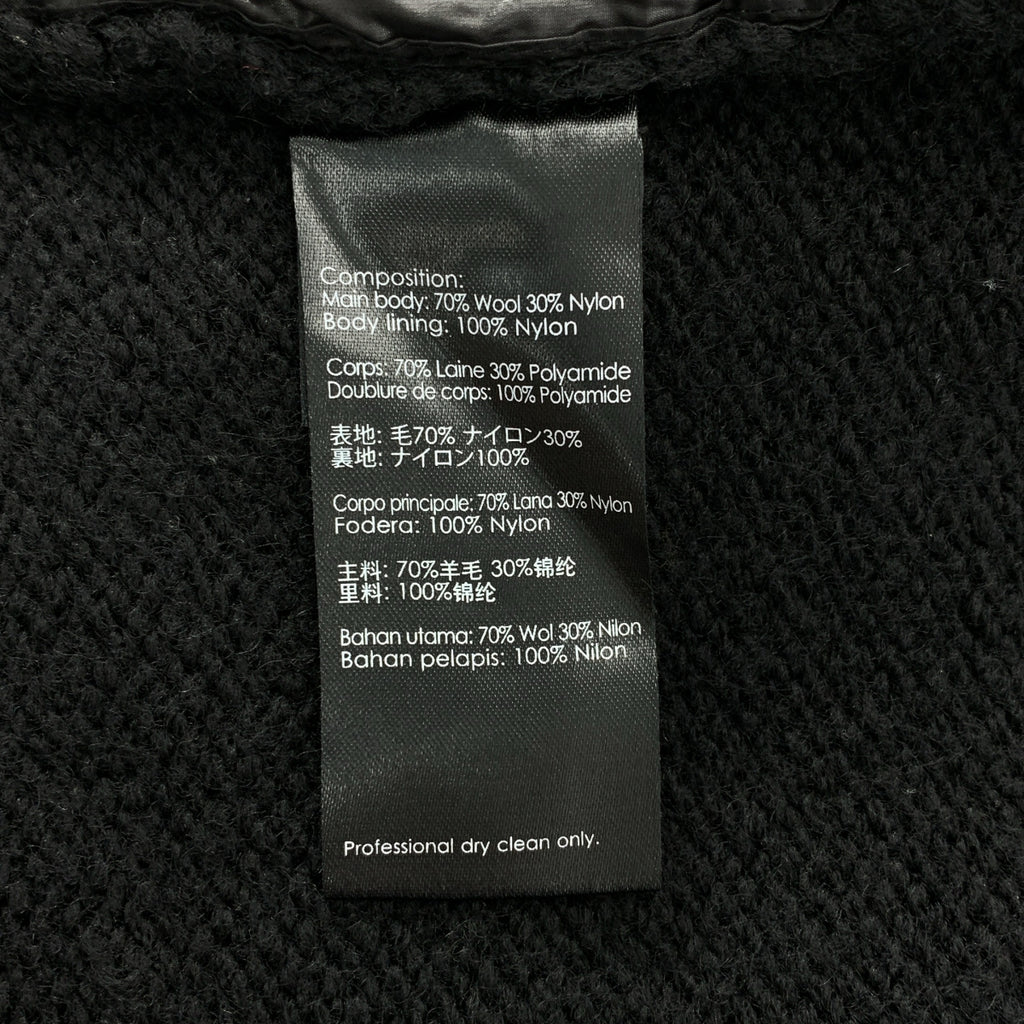 Composition:
Main body: 70% Wool 30% Nylon
Body lining: 100% Nylon
Corps: 70% Laine 30% Polyamide
Doublure de corps: 100% Polyamide
表地: 毛70% ナイロン30%
裏地: ナイロン100%
Corpo principale: 70% Lana 30% Nylon
Fodera: 100% Nylon
主料: 70%羊毛 30%锦纶
里料: 100%锦纶
Bahan utama: 70% Wol 30% Nilon
Bahan pelapis: 100% Nilon
Professional dry clean only.